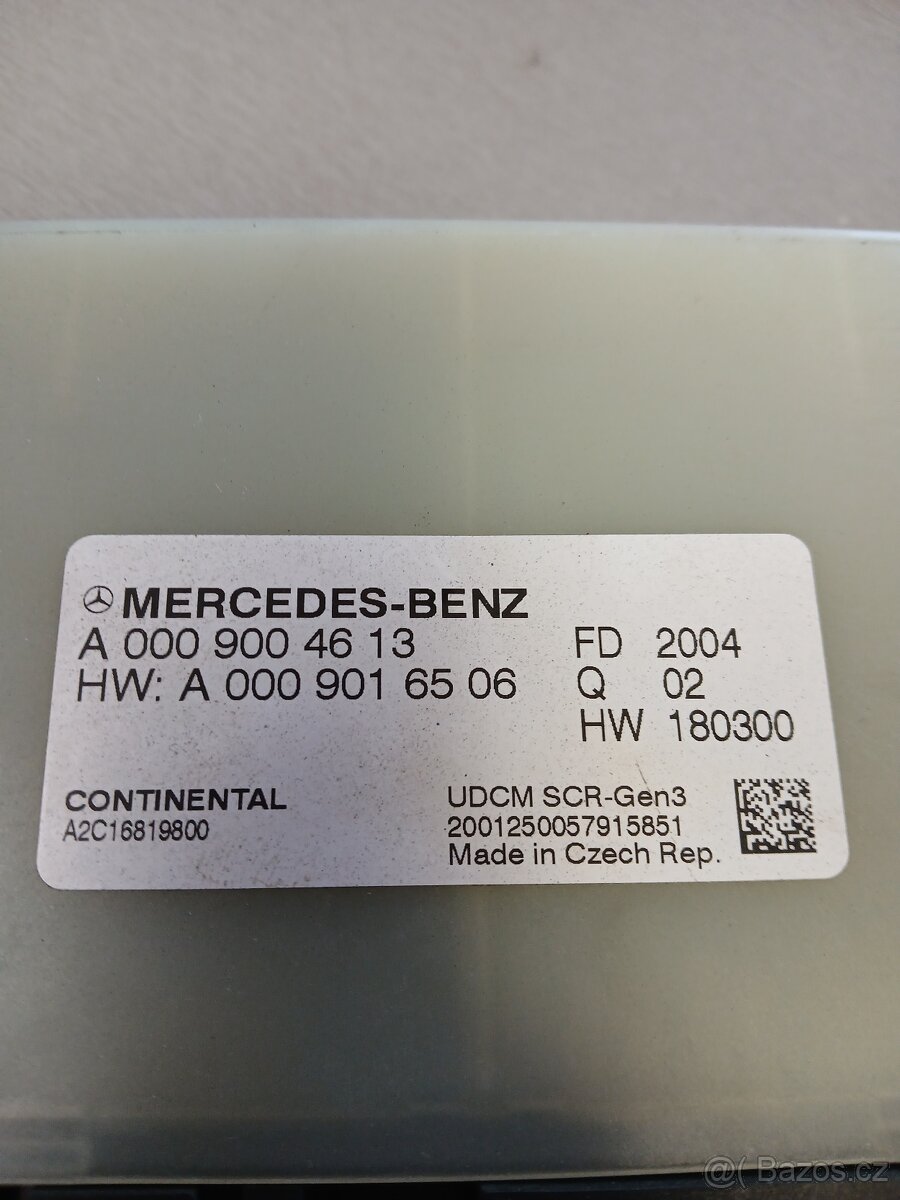 MERCEDES-BENZ
A 000 900 46 13 FD 2004
HW: A 000 901 65 06 Q 02
HW 180300
CONTINENTAL UDCM SCR-Gen3
A2C16819800 2001250057915851
Made in Czech Rep.
@( Bazos.cz